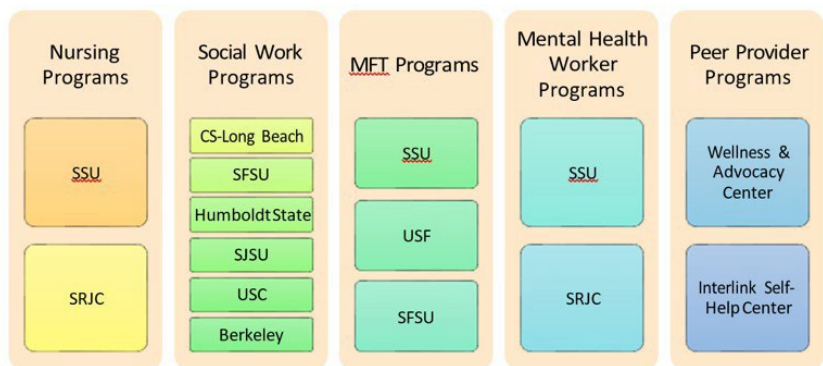 Nursing
Programs
SSU
SRJC
Social Work
Programs
CS-Long Beach
SFSU
Humboldt State
SJSU
USC
Berkeley
MFT Programs
SSU
USF
SFSU
Mental Health
Worker
Programs
SSU
SRJC
Peer Provider
Programs
Wellness &
Advocacy
Center
Interlink Self-
Help Center